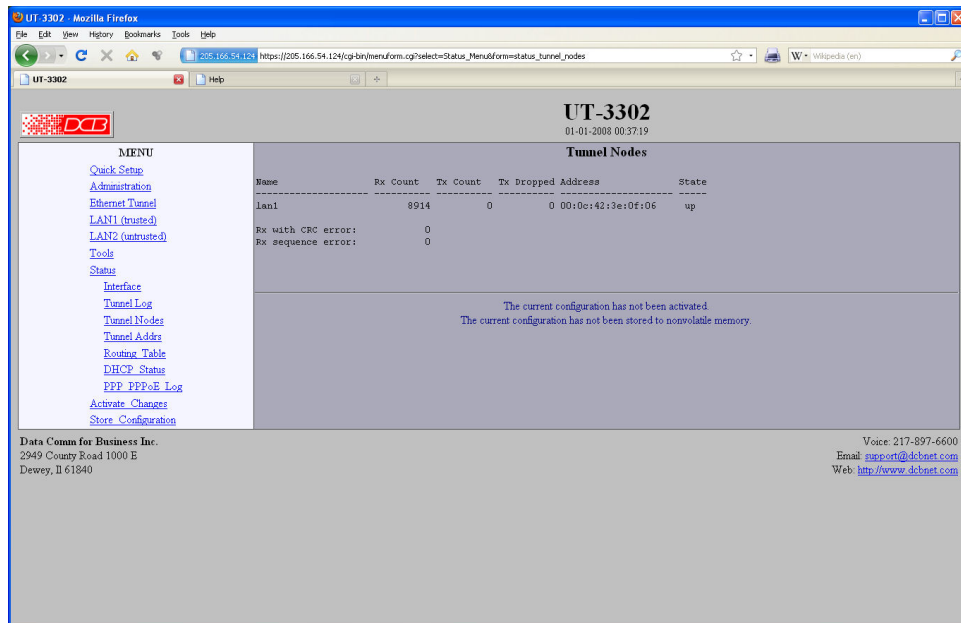 UT-3302 - Mozilla Firefox
File Edit View History Bookmarks Tools Help
205.166.54.124 https://205.166.54.124/cgi-bin/menuform.cgi?select=Status_Menu&form=status_tunnel_nodes
W Wikipedia (en)
UT-3302 Help
DCB
UT-3302
01-01-2008 00:37:19
MENU
Quick Setup
Administration
Ethernet Tunnel
LAN1 (trusted)
LAN2 (untrusted)
Tools
Status
Interface
Tunnel Log
Tunnel Nodes
Tunnel Addrs
Routing Table
DHCP Status
PPP PPPoE Log
Activate Changes
Store Configuration
Tunnel Nodes
Name Rx Count Tx Count Tx Dropped Address State
-------------------- ---------- ---------- ---------- -------------------- -----
lan1 8914 0 0 00:0c:42:3e:0f:06 up
Rx with CRC error: 0
Rx sequence error: 0
The current configuration has not been activated.
The current configuration has not been stored to nonvolatile memory.
Data Comm for Business Inc.
2949 County Road 1000 E
Dewey, Il 61840
Voice: 217-897-6600
Email: support@dcbnet.com
Web: http://www.dcbnet.com